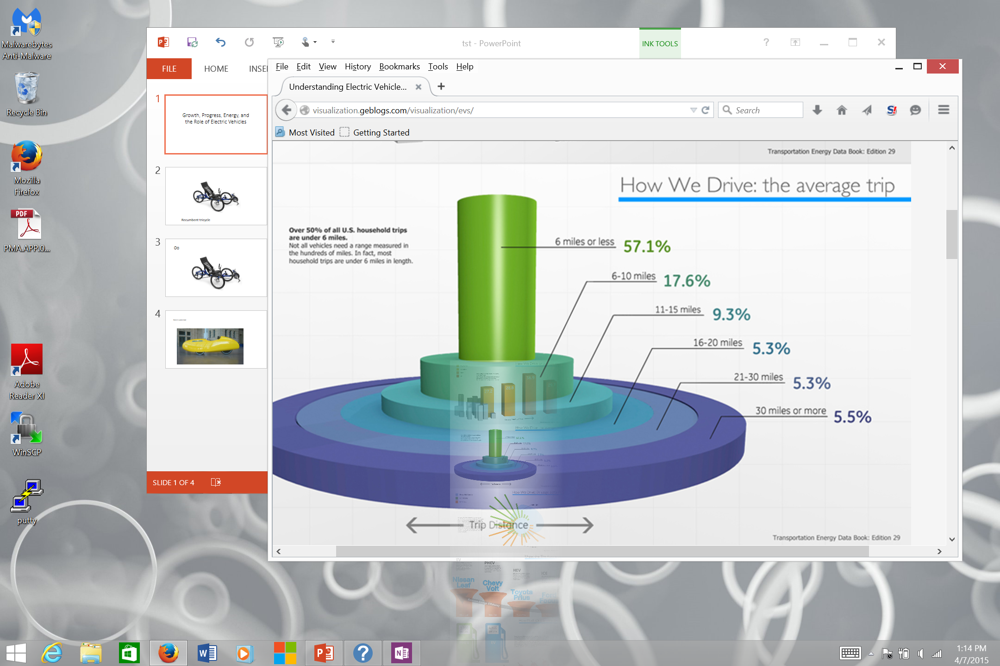 Malwarebytes
Anti-Malware
Recycle Bin
Mozilla
Firefox
PDF
PMA.APP.0...
Adobe
Reader XI
WinSCP
putty
tst - PowerPoint
INK TOOLS
FILE
HOME
INSE
1
Growth, Progress, Energy, and
the Role of Electric Vehicles
2
Recumbent tricycle
3
Oo
4
SLIDE 1 OF 4
File Edit View History Bookmarks Tools Help
Understanding Electric Vehicle...
visualization.geblogs.com/visualization/evs/
Search
Most Visited
Getting Started
Transportation Energy Data Book: Edition 29
How We Drive: the average trip
Over 50% of all U.S. household trips
are under 6 miles.
Not all vehicles need a range measured in
the hundreds of miles. In fact, most
household trips are under 6 miles in length.
6 miles or less 57.1%
6-10 miles 17.6%
11-15 miles 9.3%
16-20 miles 5.3%
21-30 miles 5.3%
30 miles or more 5.5%
Trip Distance
Transportation Energy Data Book: Edition 29
EV
PHEV
HEV
ICE
Nissan
Leaf
Chevy
Volt
Toyota
Prius
Ford
Focus
1:14 PM
4/7/2015